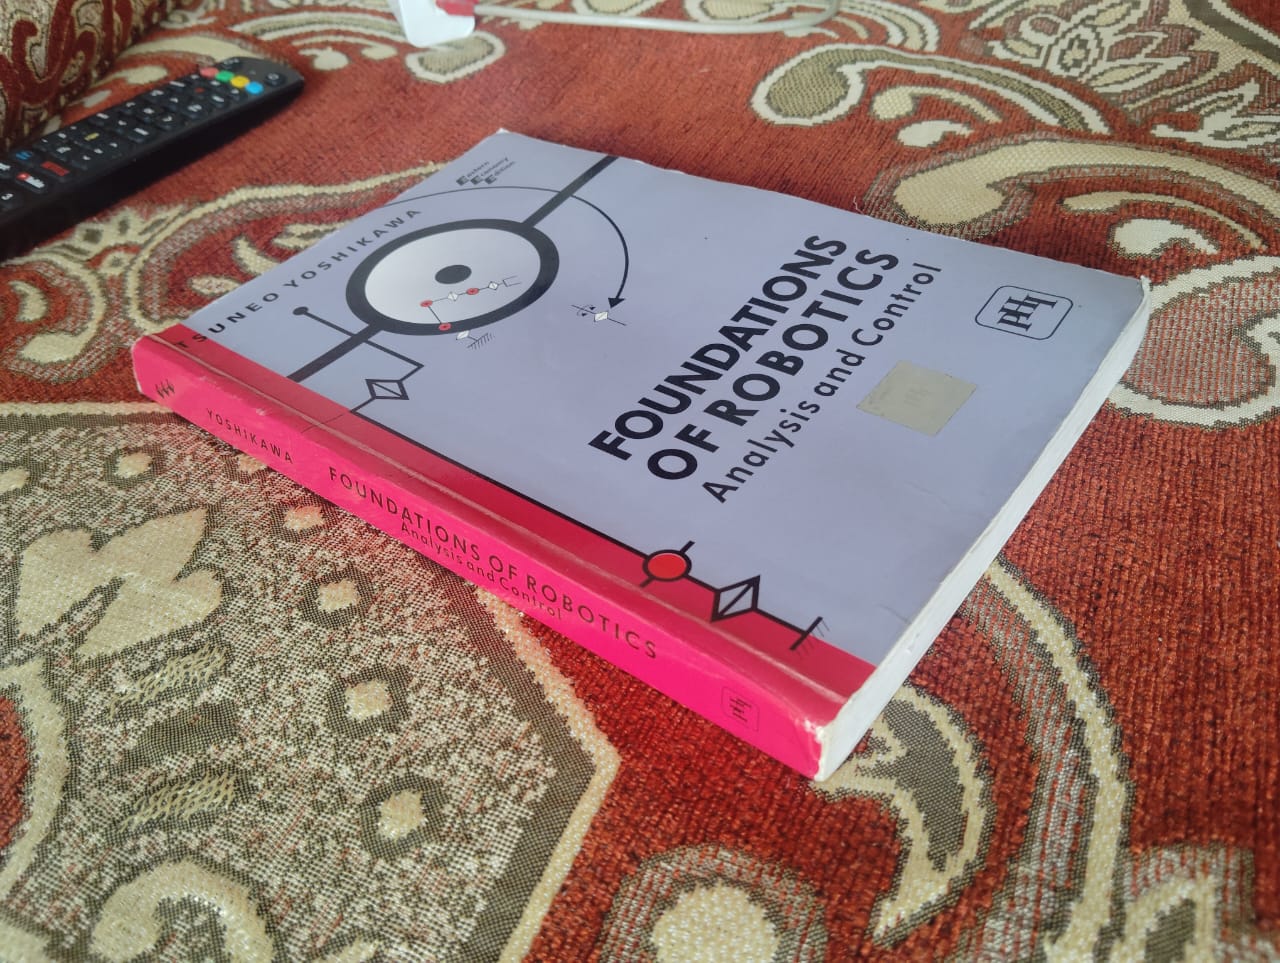 Eastern
Economy
Edition
TSUNEO YOSHIKAWA
FOUNDATIONS
OF ROBOTICS
Analysis and Control
PHI
YOSHIKAWA
FOUNDATIONS OF ROBOTICS
Analysis and Control
PHI